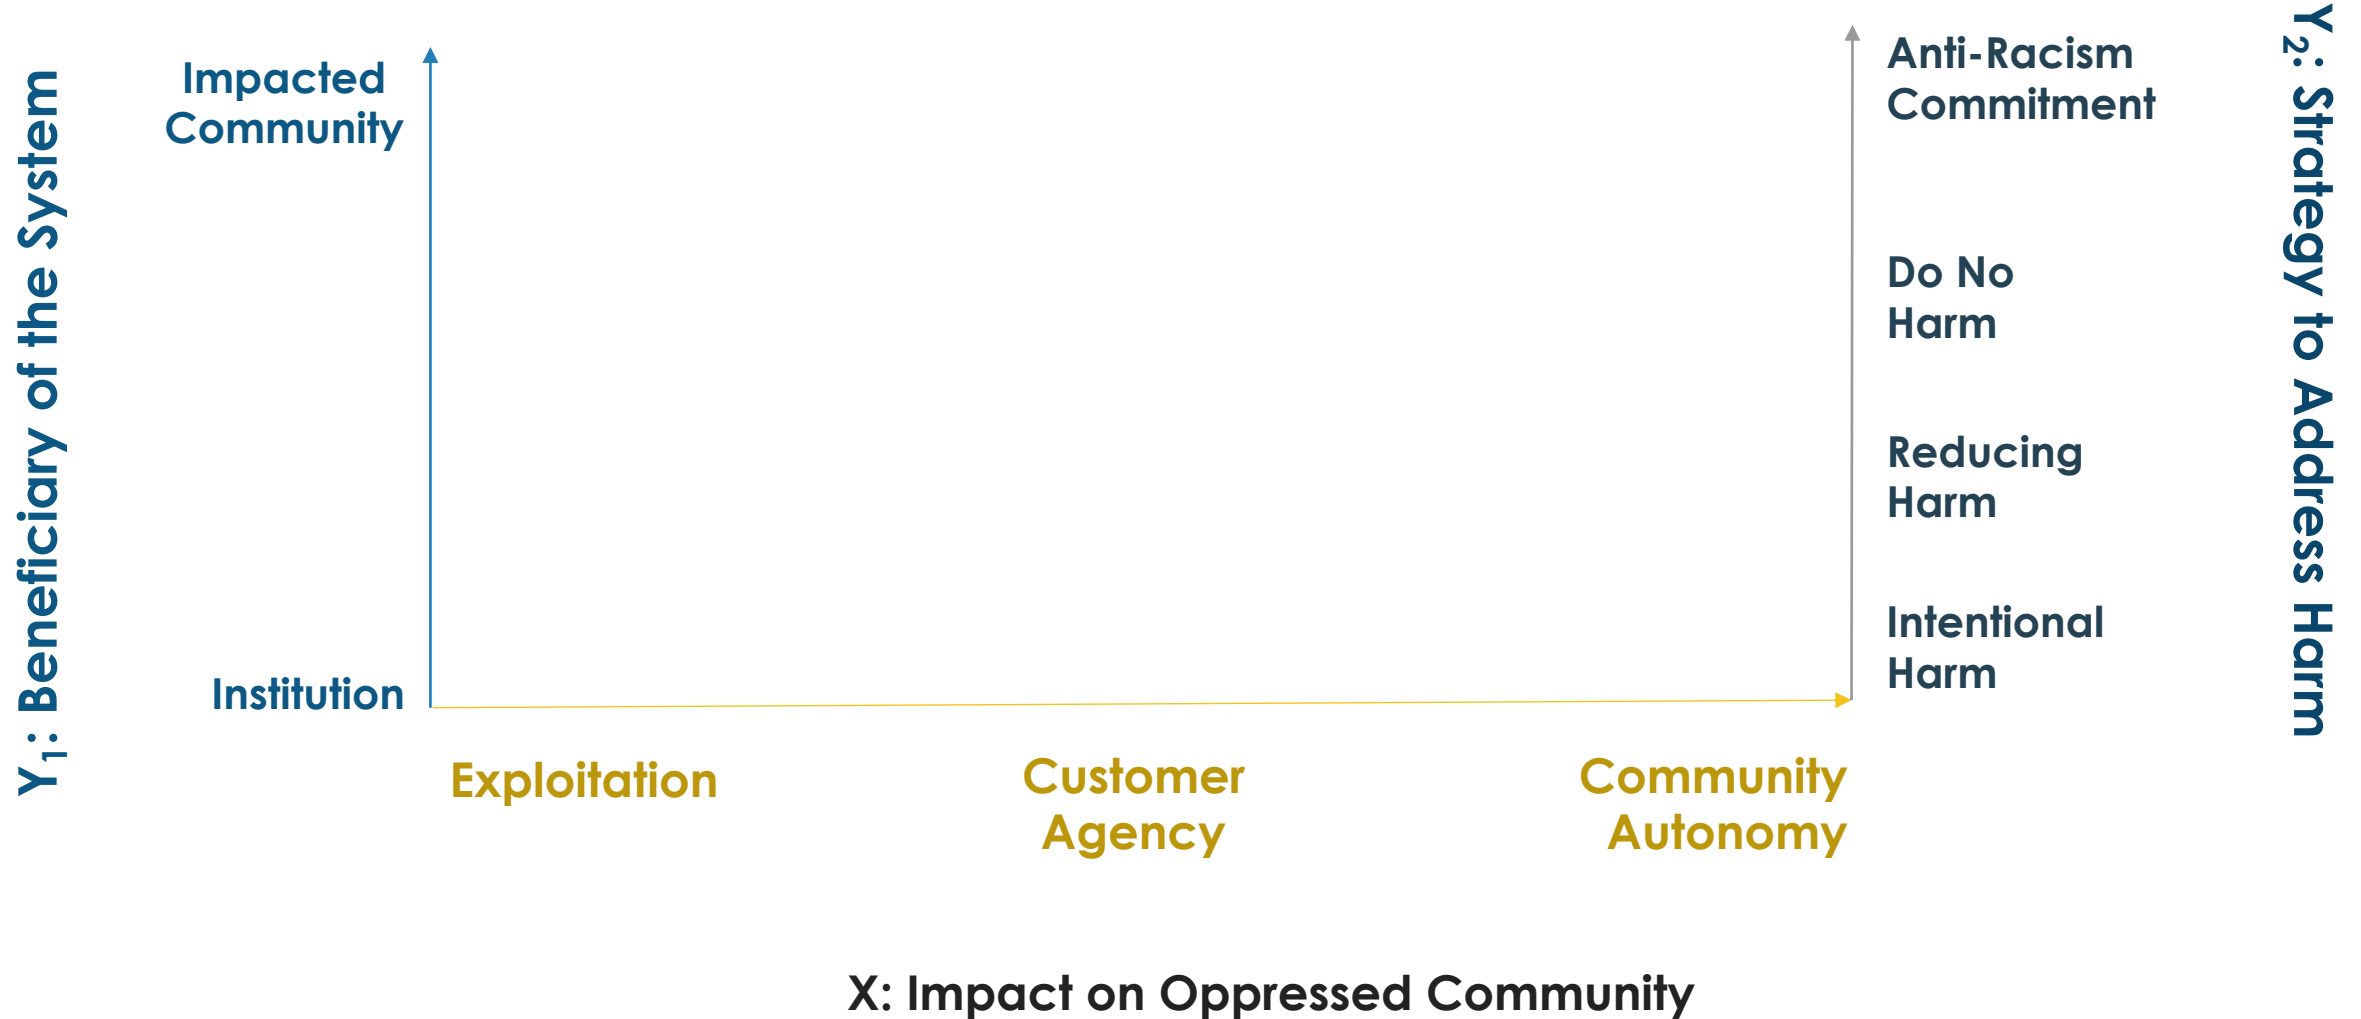 Y1: Beneficiary of the System
Impacted
Community
Institution
Anti-Racism
Commitment
Do No
Harm
Reducing
Harm
Intentional
Harm
Y2: Strategy to Address Harm
Exploitation
Customer
Agency
Community
Autonomy
X: Impact on Oppressed Community